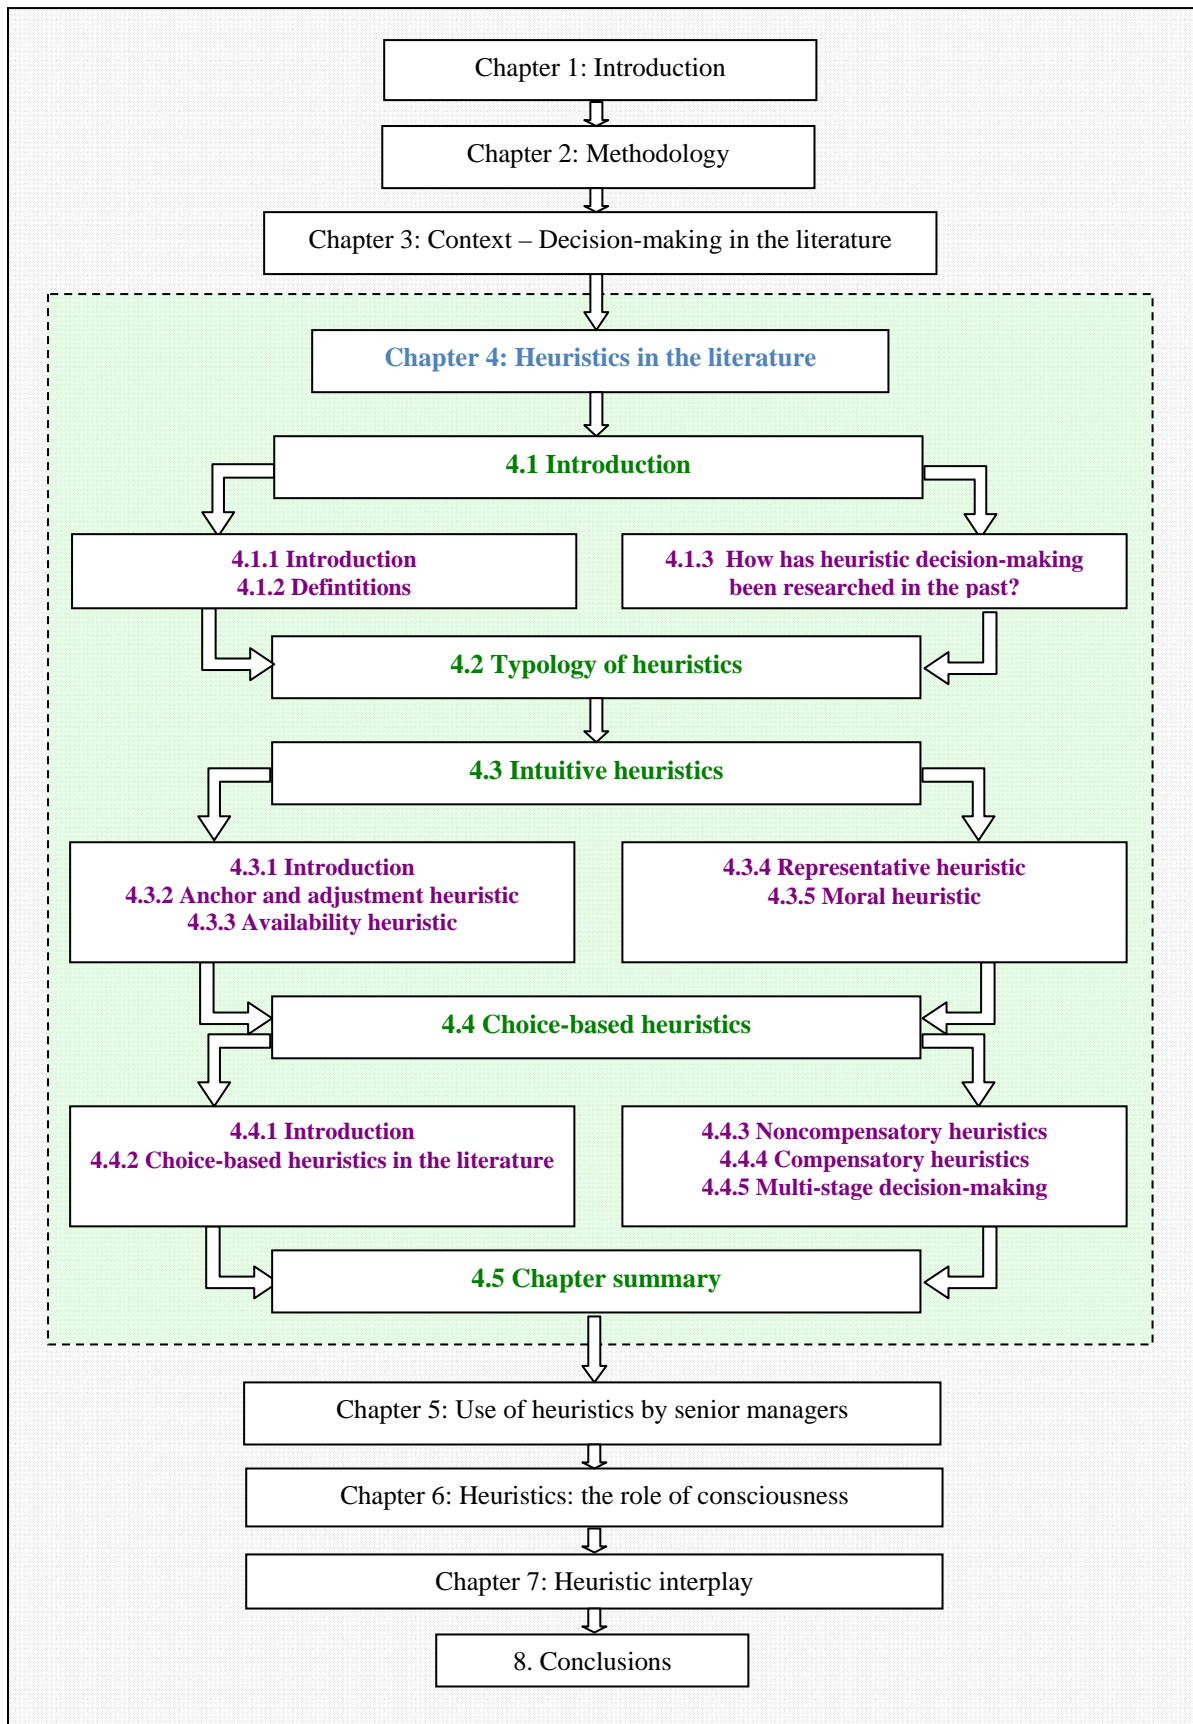 Chapter 1: Introduction
Chapter 2: Methodology
Chapter 3: Context – Decision-making in the literature
Chapter 4: Heuristics in the literature
4.1 Introduction
4.1.1 Introduction
4.1.2 Defintitions
4.1.3  How has heuristic decision-making
been researched in the past?
4.2 Typology of heuristics
4.3 Intuitive heuristics
4.3.1 Introduction
4.3.2 Anchor and adjustment heuristic
4.3.3 Availability heuristic
4.3.4 Representative heuristic
4.3.5 Moral heuristic
4.4 Choice-based heuristics
4.4.1 Introduction
4.4.2 Choice-based heuristics in the literature
4.4.3 Noncompensatory heuristics
4.4.4 Compensatory heuristics
4.4.5 Multi-stage decision-making
4.5 Chapter summary
Chapter 5: Use of heuristics by senior managers
Chapter 6: Heuristics: the role of consciousness
Chapter 7: Heuristic interplay
8. Conclusions